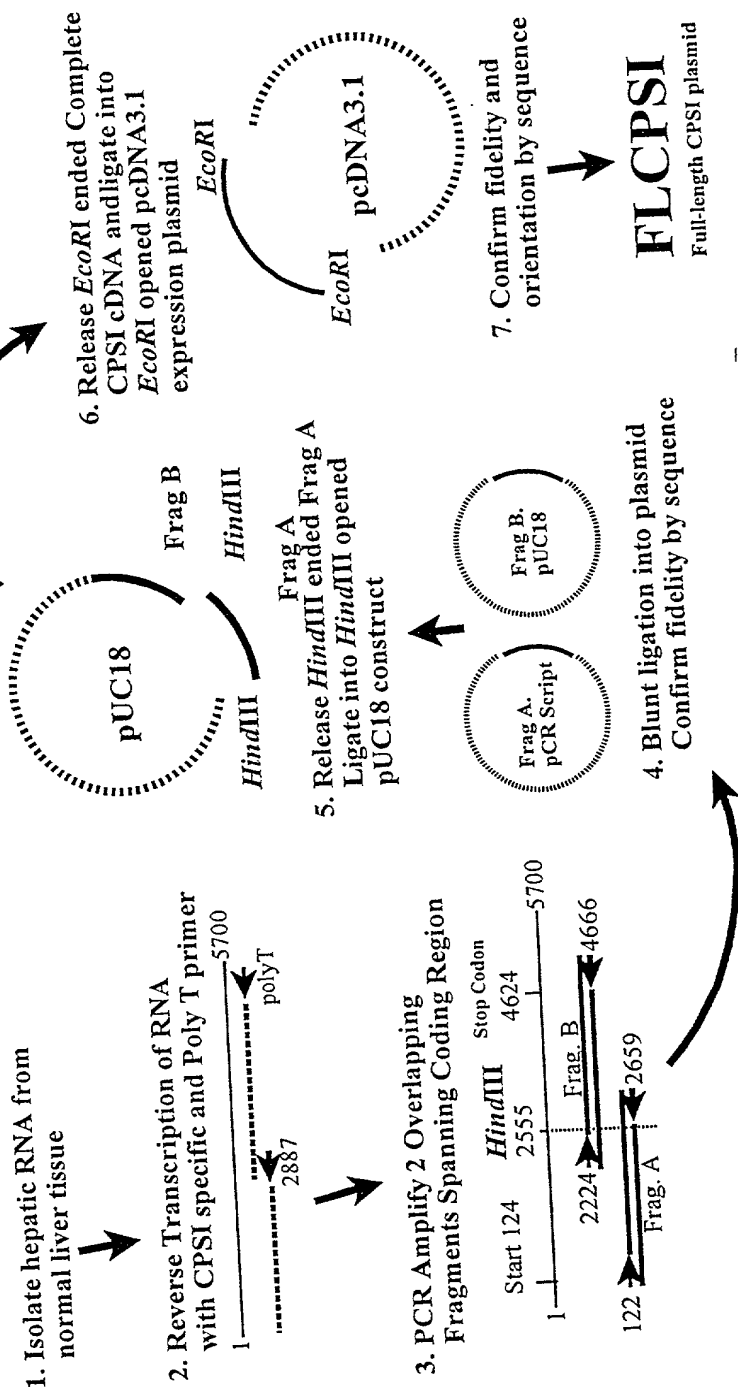 1. Isolate hepatic RNA from
normal liver tissue
2. Reverse Transcription of RNA
with CPSI specific and Poly T primer
1
5700
polyT
2887
3. PCR Amplify 2 Overlapping
Fragments Spanning Coding Region
HindIII
Stop Codon
Start 124
2555
4624
1
5700
2224
Frag. B
4666
122
2659
Frag. A
4. Blunt ligation into plasmid
Confirm fidelity by sequence
Frag A.
pCR Script
Frag B.
pUC18
5. Release HindIII ended Frag A
Ligate into HindIII opened
pUC18 construct
pUC18
HindIII
Frag A
Frag B
HindIII
6. Release EcoRI ended Complete
CPSI cDNA andligate into
EcoRI opened pcDNA3.1
expression plasmid
EcoRI
EcoRI
pcDNA3.1
7. Confirm fidelity and
orientation by sequence
FLCPSI
Full-length CPSI plasmid